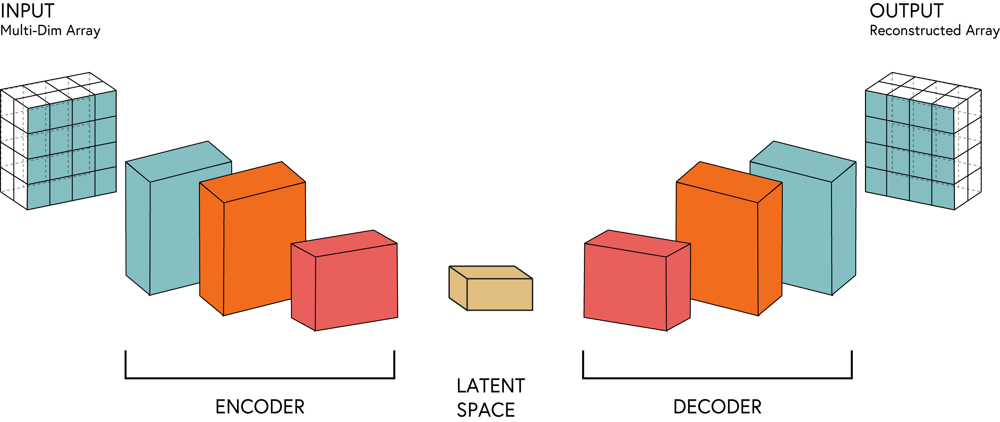 INPUT
Multi-Dim Array
OUTPUT
Reconstructed Array
ENCODER
LATENT
SPACE
DECODER